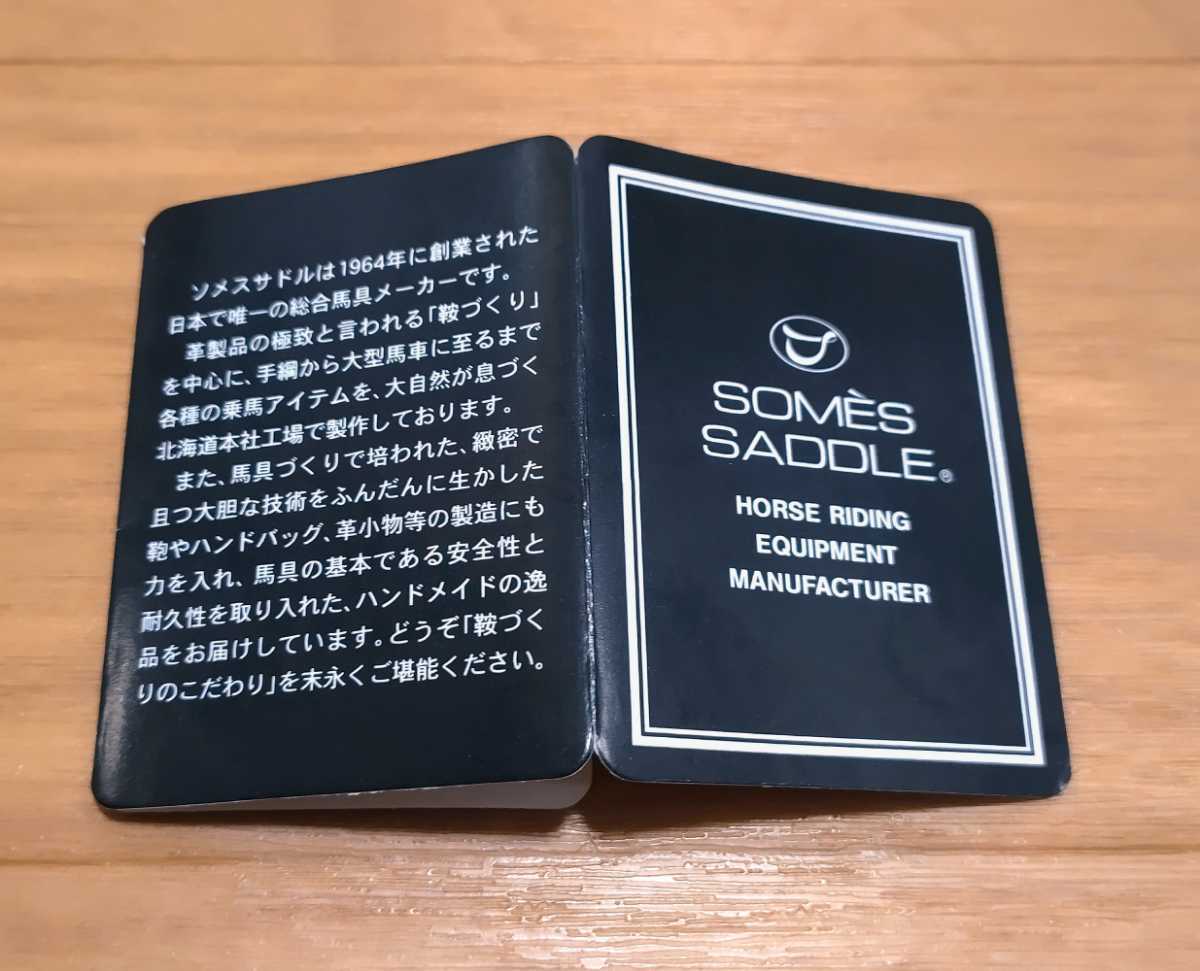 ソメスサドルは1964年に創業された
日本で唯一の総合馬具メーカーです。
革製品の極致と言われる「鞍づくり」
を中心に、手綱から大型馬車に至るまで
各種の乗馬アイテムを、大自然が息づく
北海道本社工場で製作しております。
また、馬具づくりで培われた、緻密で
且つ大胆な技術をふんだんに生かした
鞄やハンドバッグ、革小物等の製造にも
力を入れ、馬具の基本である安全性と
耐久性を取り入れた、ハンドメイドの逸
品をお届けしています。どうぞ「鞍づく
りのこだわり」を末永くご堪能ください。
SOMÈS
SADDLE®
HORSE RIDING
EQUIPMENT
MANUFACTURER